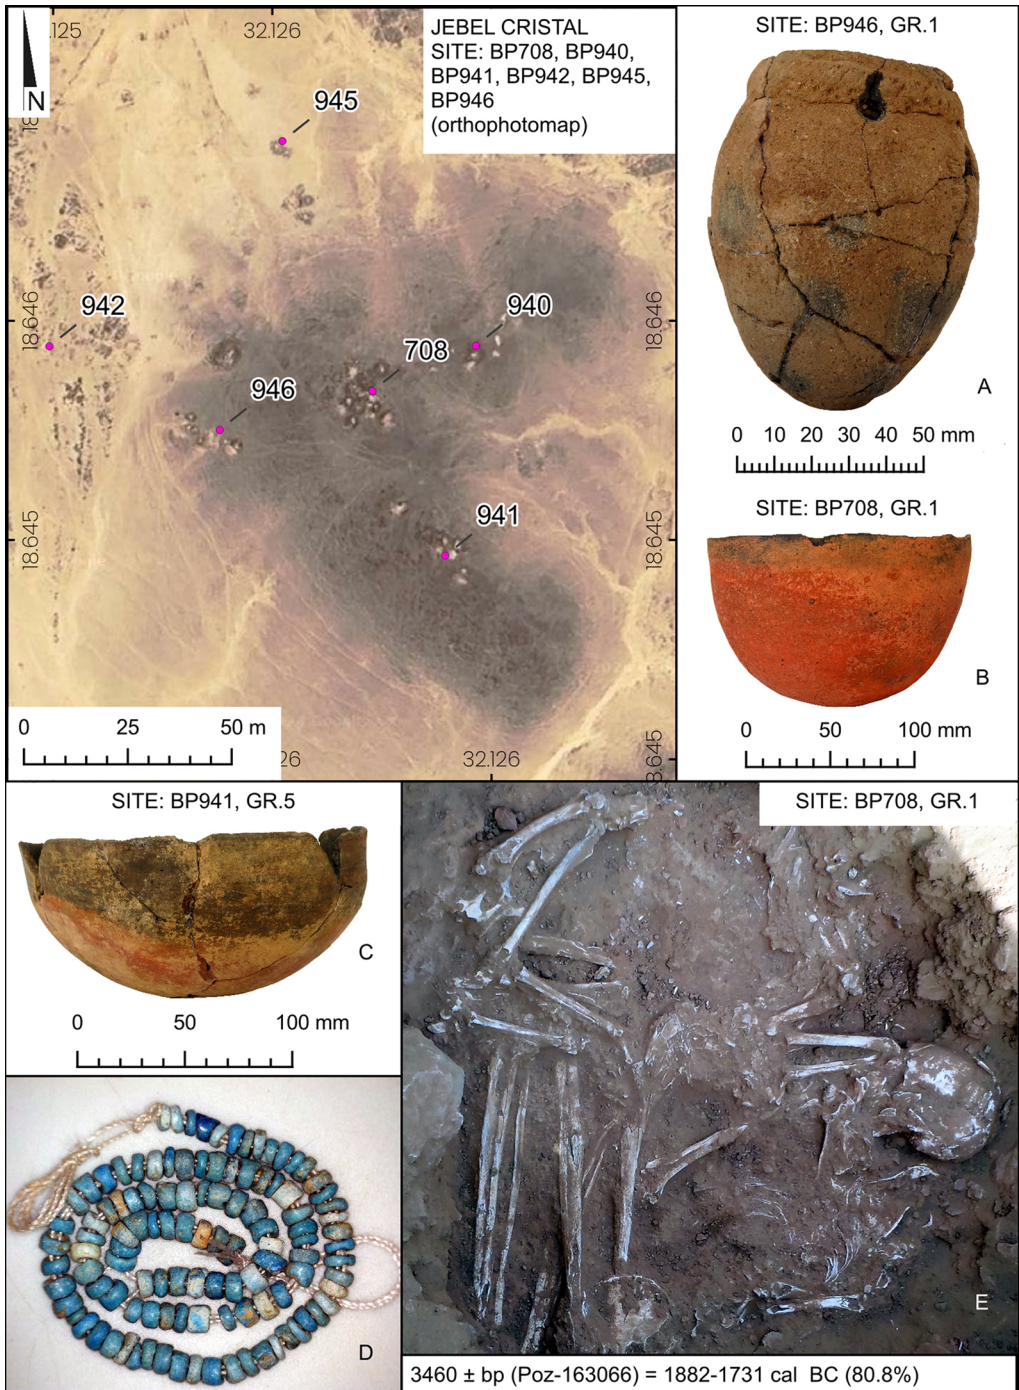 .125
32.126
JEBEL CRISTAL
SITE: BP708, BP940,
BP941, BP942, BP945,
BP946
(orthophotomap)
N
945
942
940
708
946
941
18.646
18.646
18.645
18.645
18.645
0 25 50 m
.126
32.126
SITE: BP946, GR.1
A
0 10 20 30 40 50 mm
SITE: BP708, GR.1
B
0 50 100 mm
SITE: BP941, GR.5
C
0 50 100 mm
D
SITE: BP708, GR.1
E
3460 ± bp (Poz-163066) = 1882-1731 cal BC (80.8%)